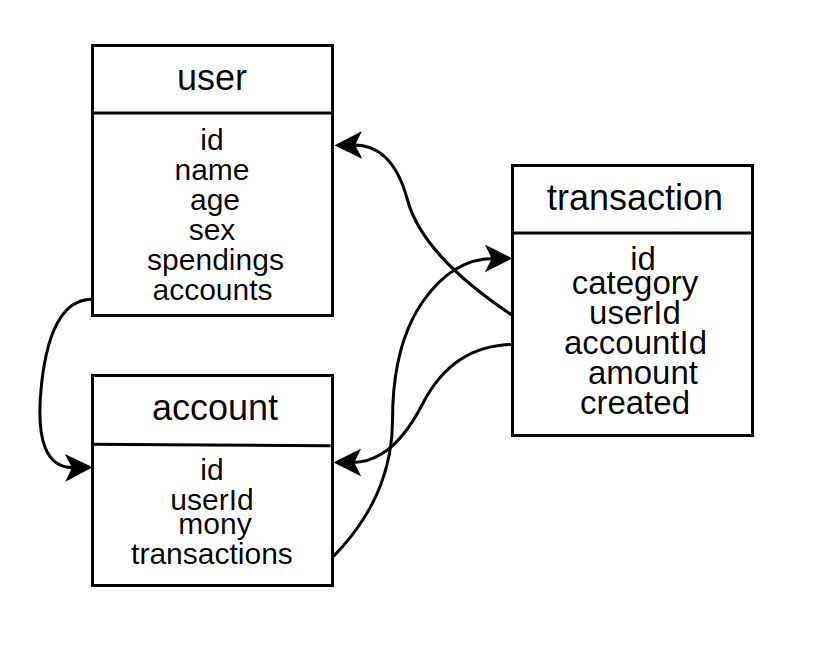 user
id
name
age
sex
spendings
accounts
transaction
id
category
userId
accountId
amount
created
account
id
userId
mony
transactions